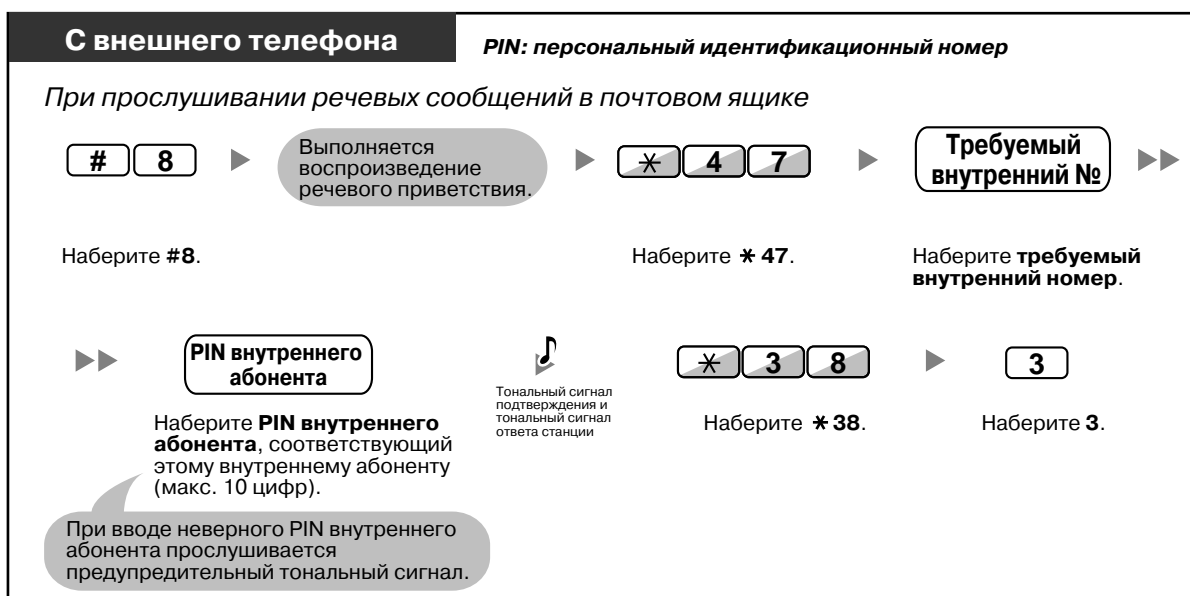 С внешнего телефона
PIN: персональный идентификационный номер
При прослушивании речевых сообщений в почтовом ящике
# 8
Выполняется
воспроизведение
речевого приветствия.
* 4 7
Требуемый
внутренний №
Наберите #8.
Наберите * 47.
Наберите требуемый
внутренний номер.
PIN внутреннего
абонента
Тональный сигнал
подтверждения и
тональный сигнал
ответа станции
* 3 8
3
Наберите PIN внутреннего
абонента, соответствующий
этому внутреннему абоненту
(макс. 10 цифр).
Наберите * 38.
Наберите 3.
При вводе неверного PIN внутреннего
абонента прослушивается
предупредительный тональный сигнал.